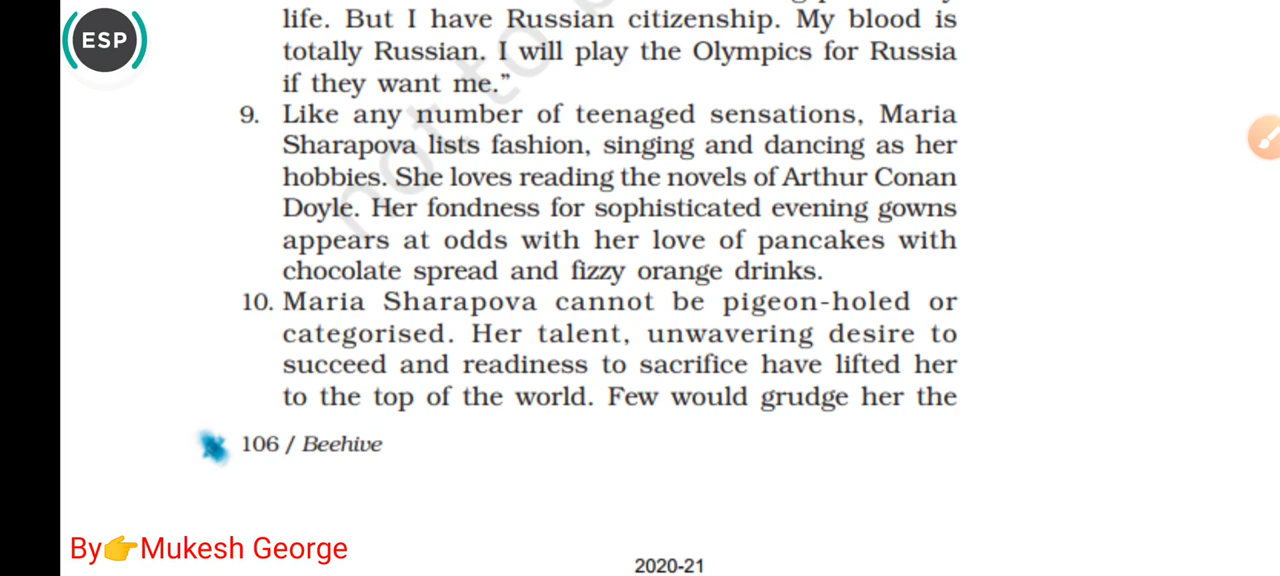 ESP
life. But I have Russian citizenship. My blood is
totally Russian. I will play the Olympics for Russia
if they want me.”
9. Like any number of teenaged sensations, Maria
Sharapova lists fashion, singing and dancing as her
hobbies. She loves reading the novels of Arthur Conan
Doyle. Her fondness for sophisticated evening gowns
appears at odds with her love of pancakes with
chocolate spread and fizzy orange drinks.
10. Maria Sharapova cannot be pigeon-holed or
categorised. Her talent, unwavering desire to
succeed and readiness to sacrifice have lifted her
to the top of the world. Few would grudge her the
106 / Beehive
By👉Mukesh George
2020-21
not to